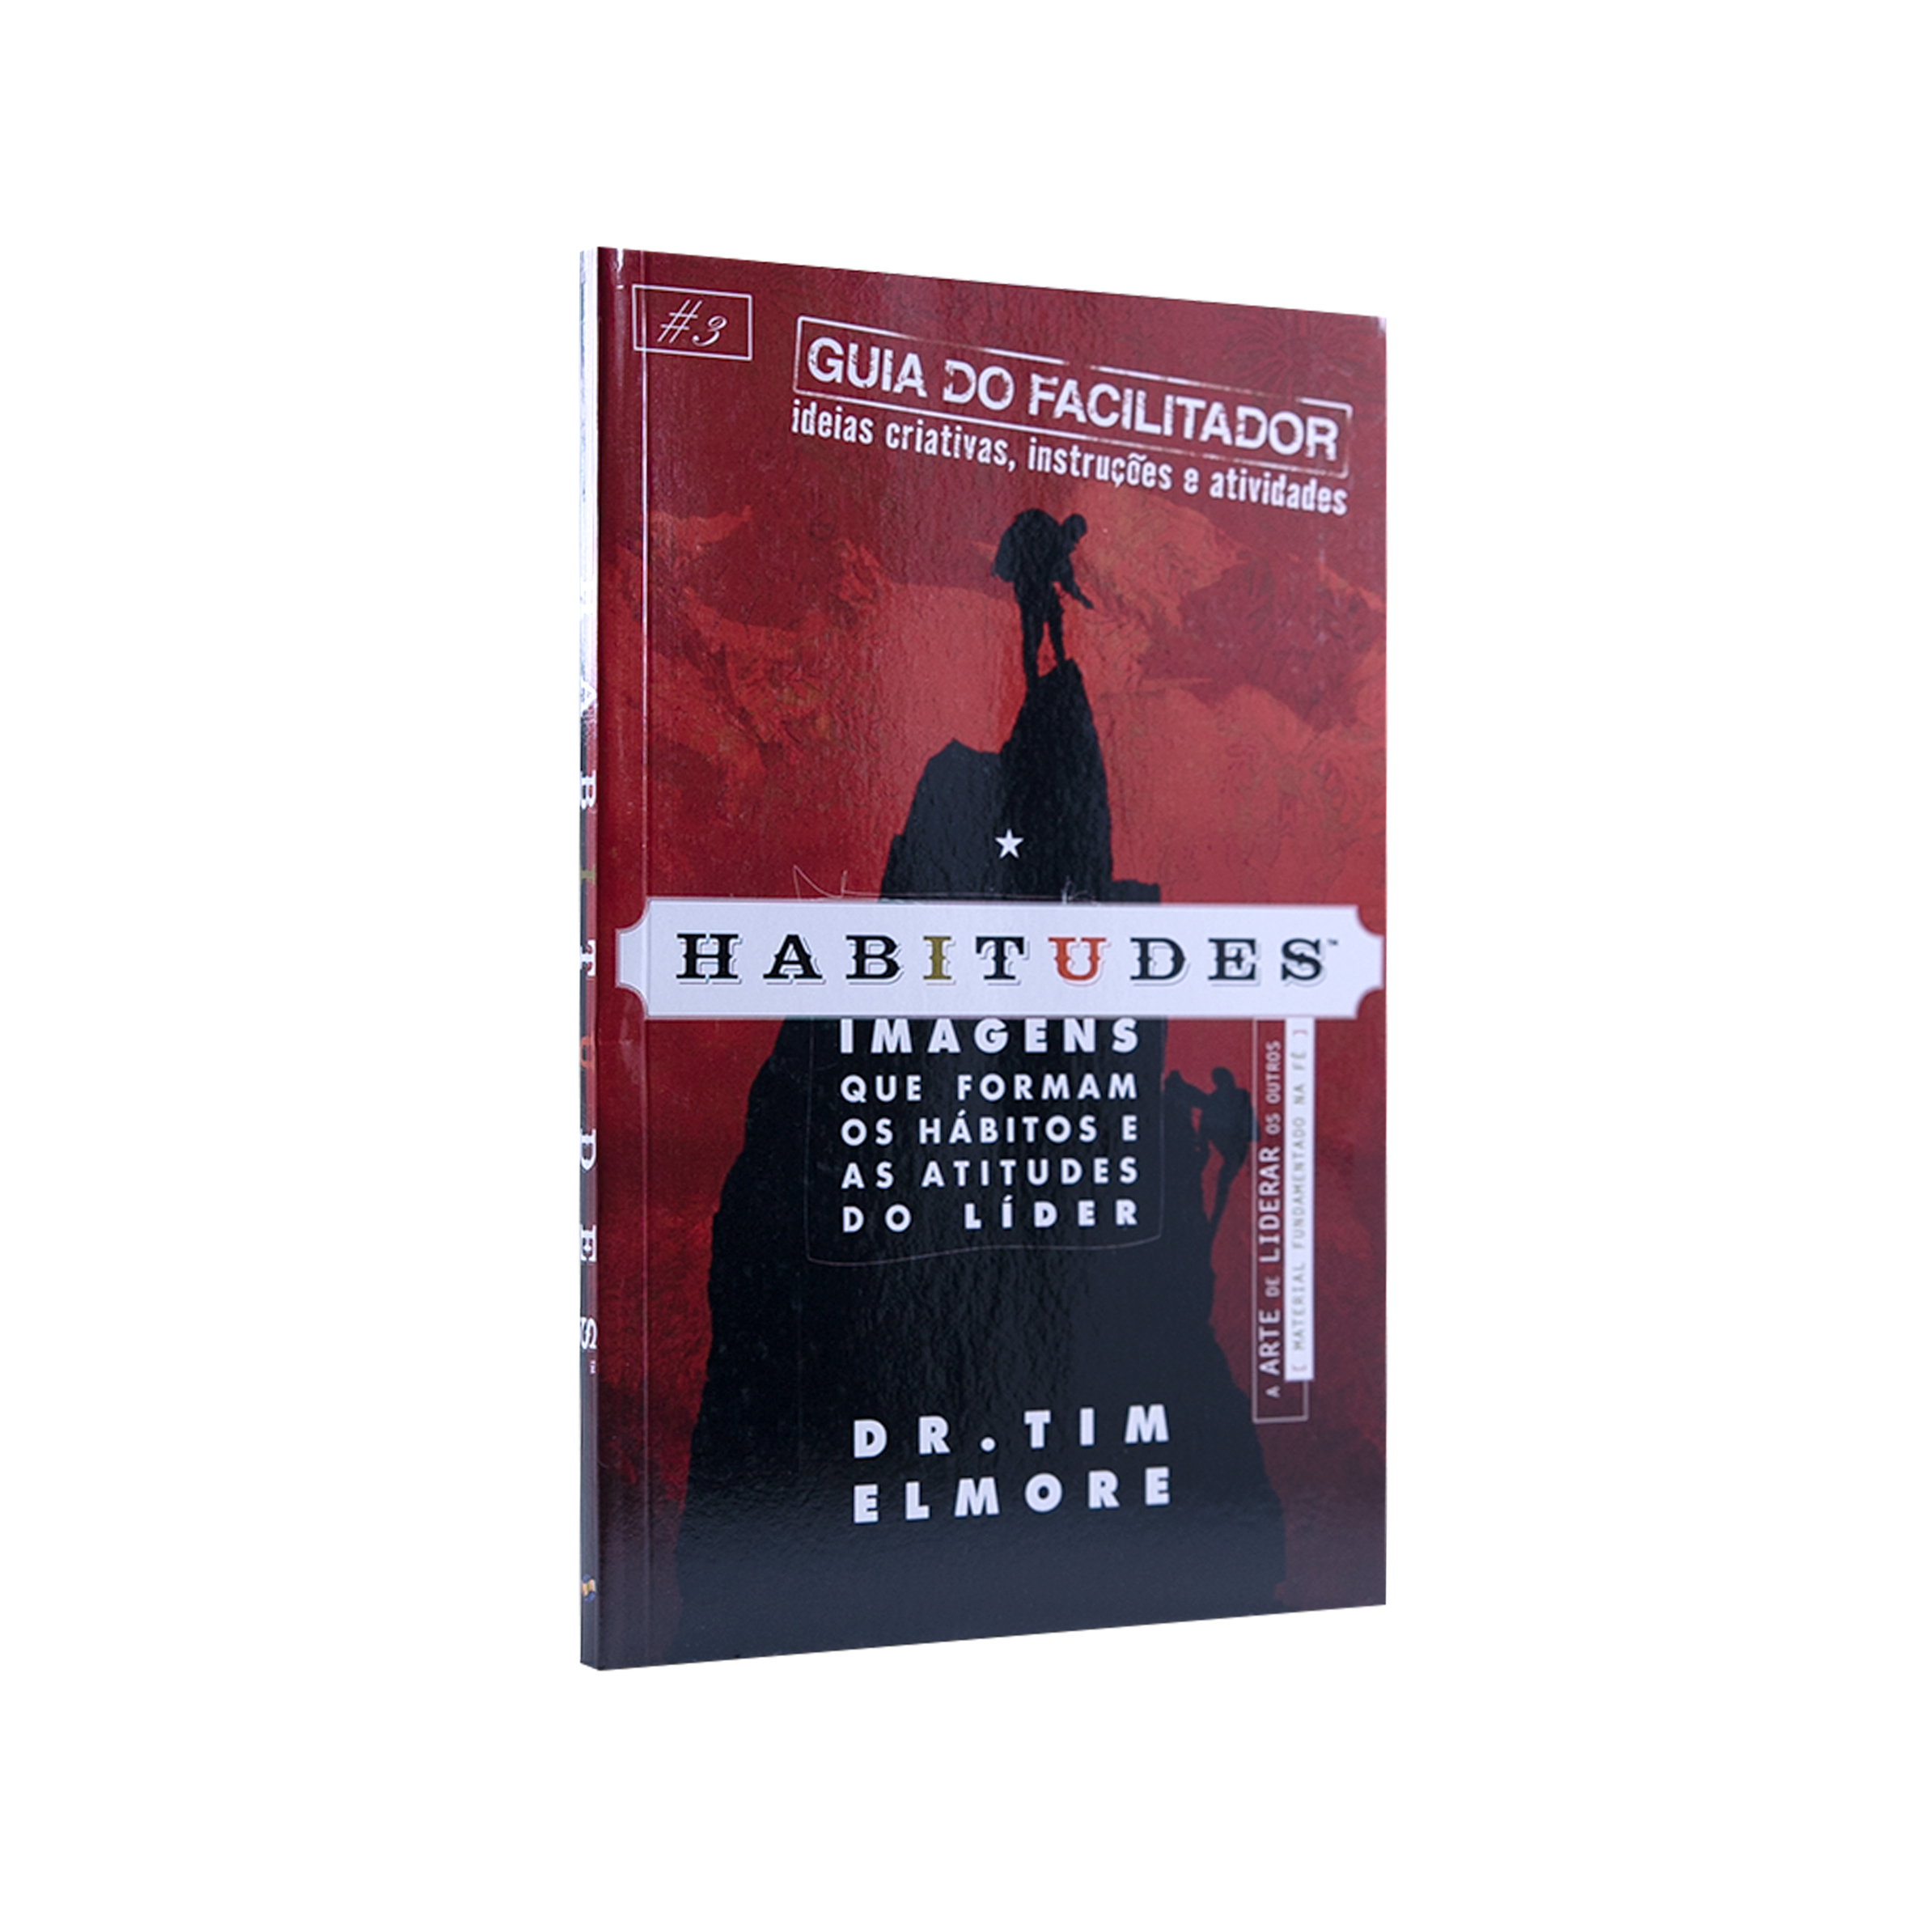 #3
GUIA DO FACILITADOR
ideias criativas, instruções e atividades
HABITUDES™
IMAGENS
QUE FORMAM
OS HÁBITOS E
AS ATITUDES
DO LÍDER
A ARTE DE LIDERAR OS OUTROS
[ MATERIAL FUNDAMENTADO NA FÉ ]
DR. TIM
ELMORE
ABITUDES™